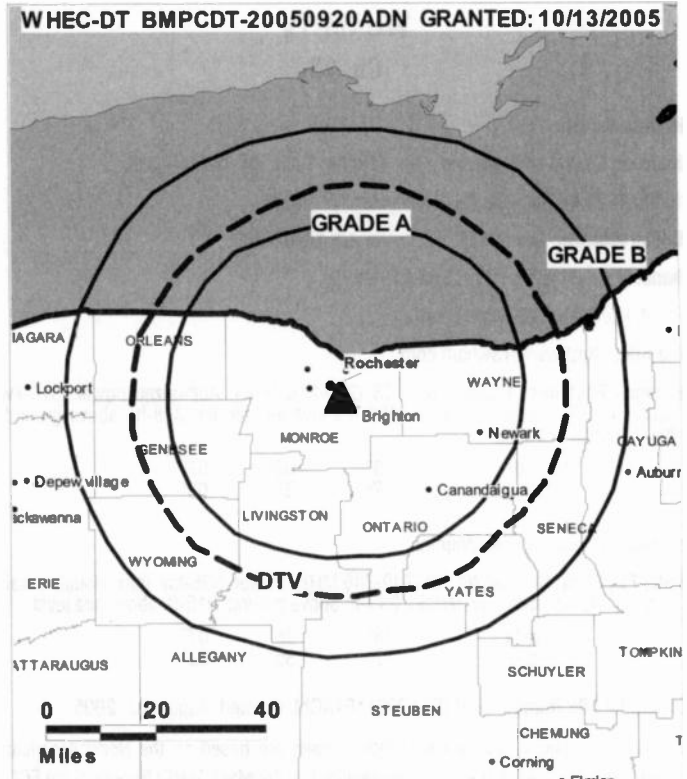 WHEC-DT BMPCDT-20050920ADN GRANTED: 10/13/2005
GRADE A
GRADE B
IAGARA
ORLEANS
Rochester
WAYNE
Lockport
Brighton
MONROE
Newark
GENESEE
CAYUGA
Depew village
Auburr
Canandaigua
ackawanna
LIVINGSTON
ONTARIO
SENECA
WYOMING
ERIE
DTV
YATES
ATTARAUGUS
ALLEGANY
TOMPKIN
SCHUYLER
0 20 40
STEUBEN
Miles
CHEMUNG
Corning